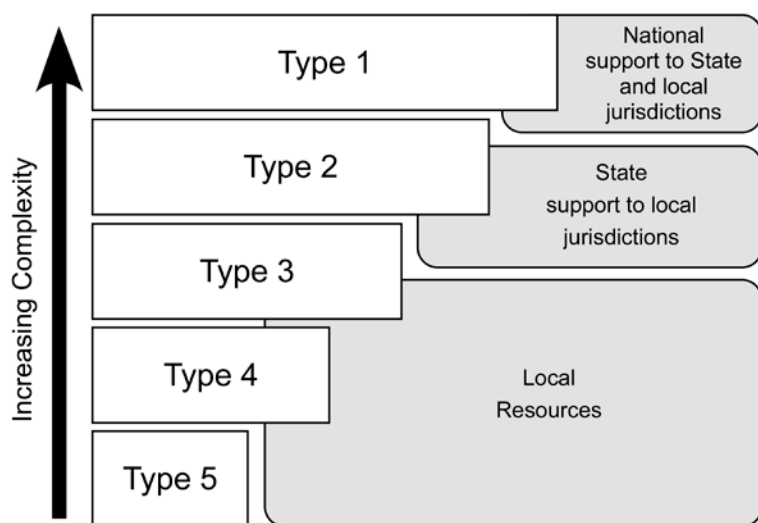 Increasing Complexity
Type 1
National
support to State
and local
jurisdictions
Type 2
State
support to local
jurisdictions
Type 3
Type 4
Local
Resources
Type 5